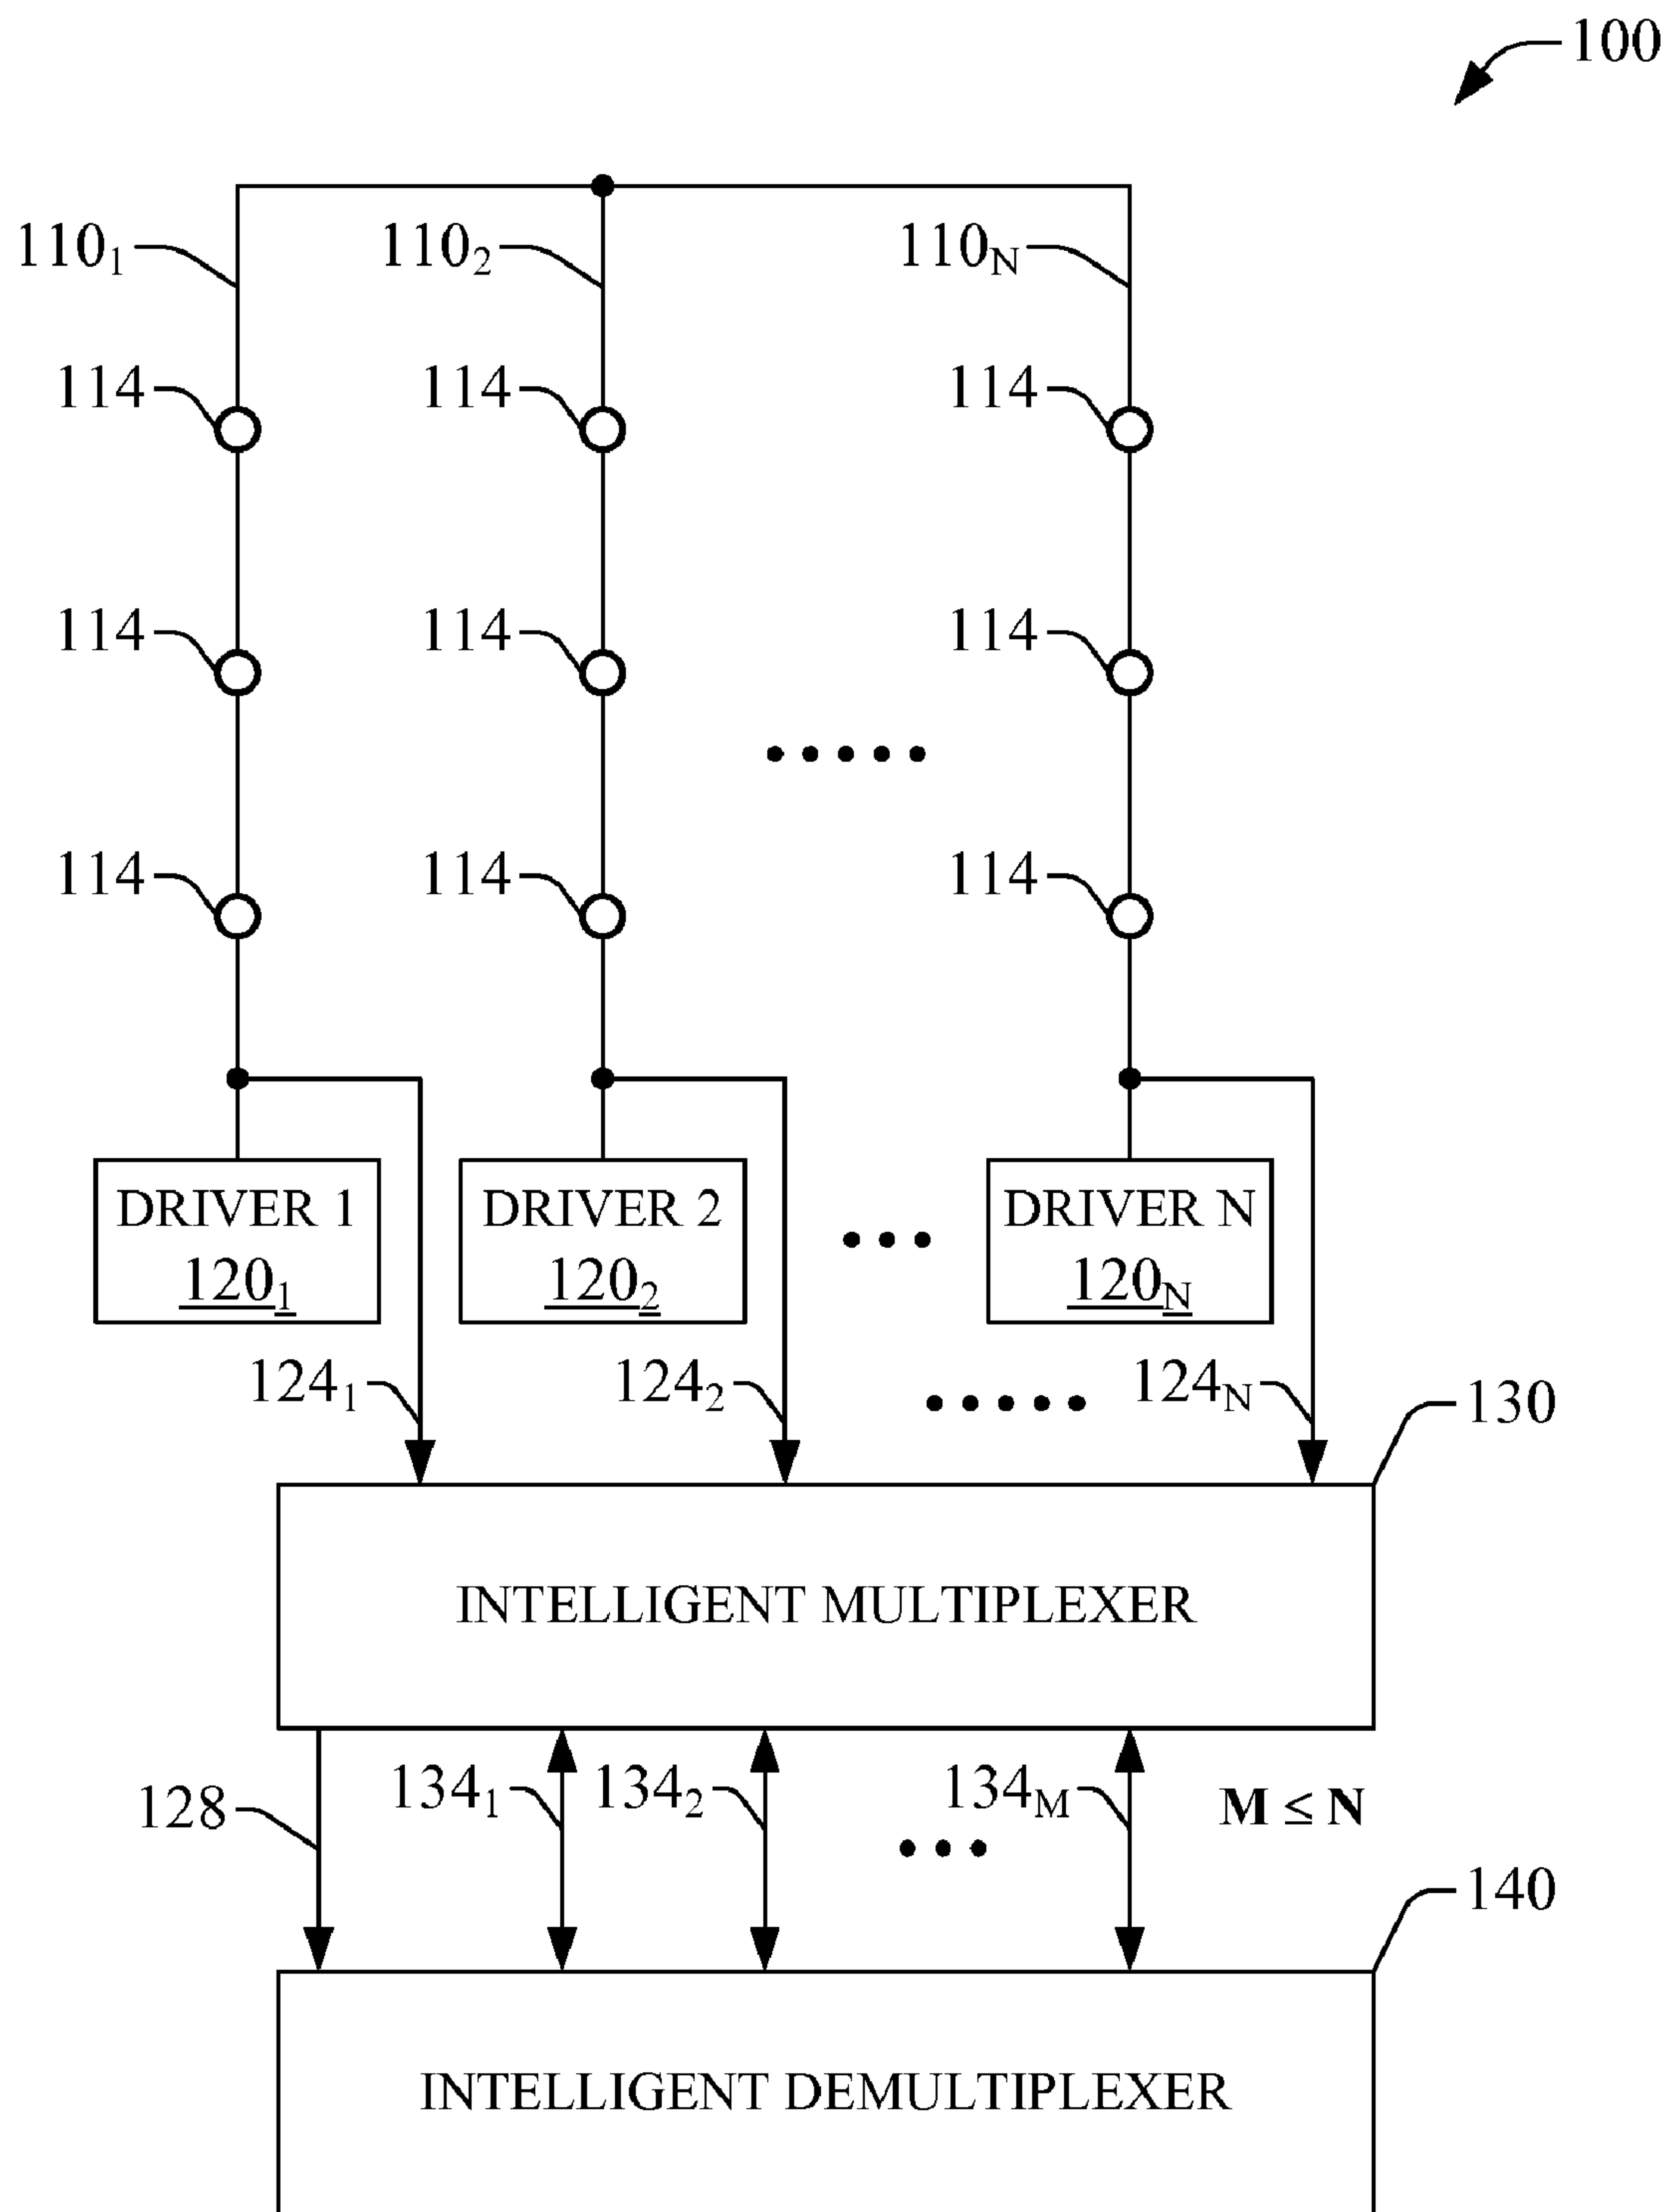 100
110₁ 110₂ 110N
114 114 114
114 114 114
114 114 114
DRIVER 1 DRIVER 2 DRIVER N
120₁ 120₂ 120N
124₁ 124₂ 124N
130
INTELLIGENT MULTIPLEXER
128 134₁ 134₂ 134M M ≤ N
140
INTELLIGENT DEMULTIPLEXER